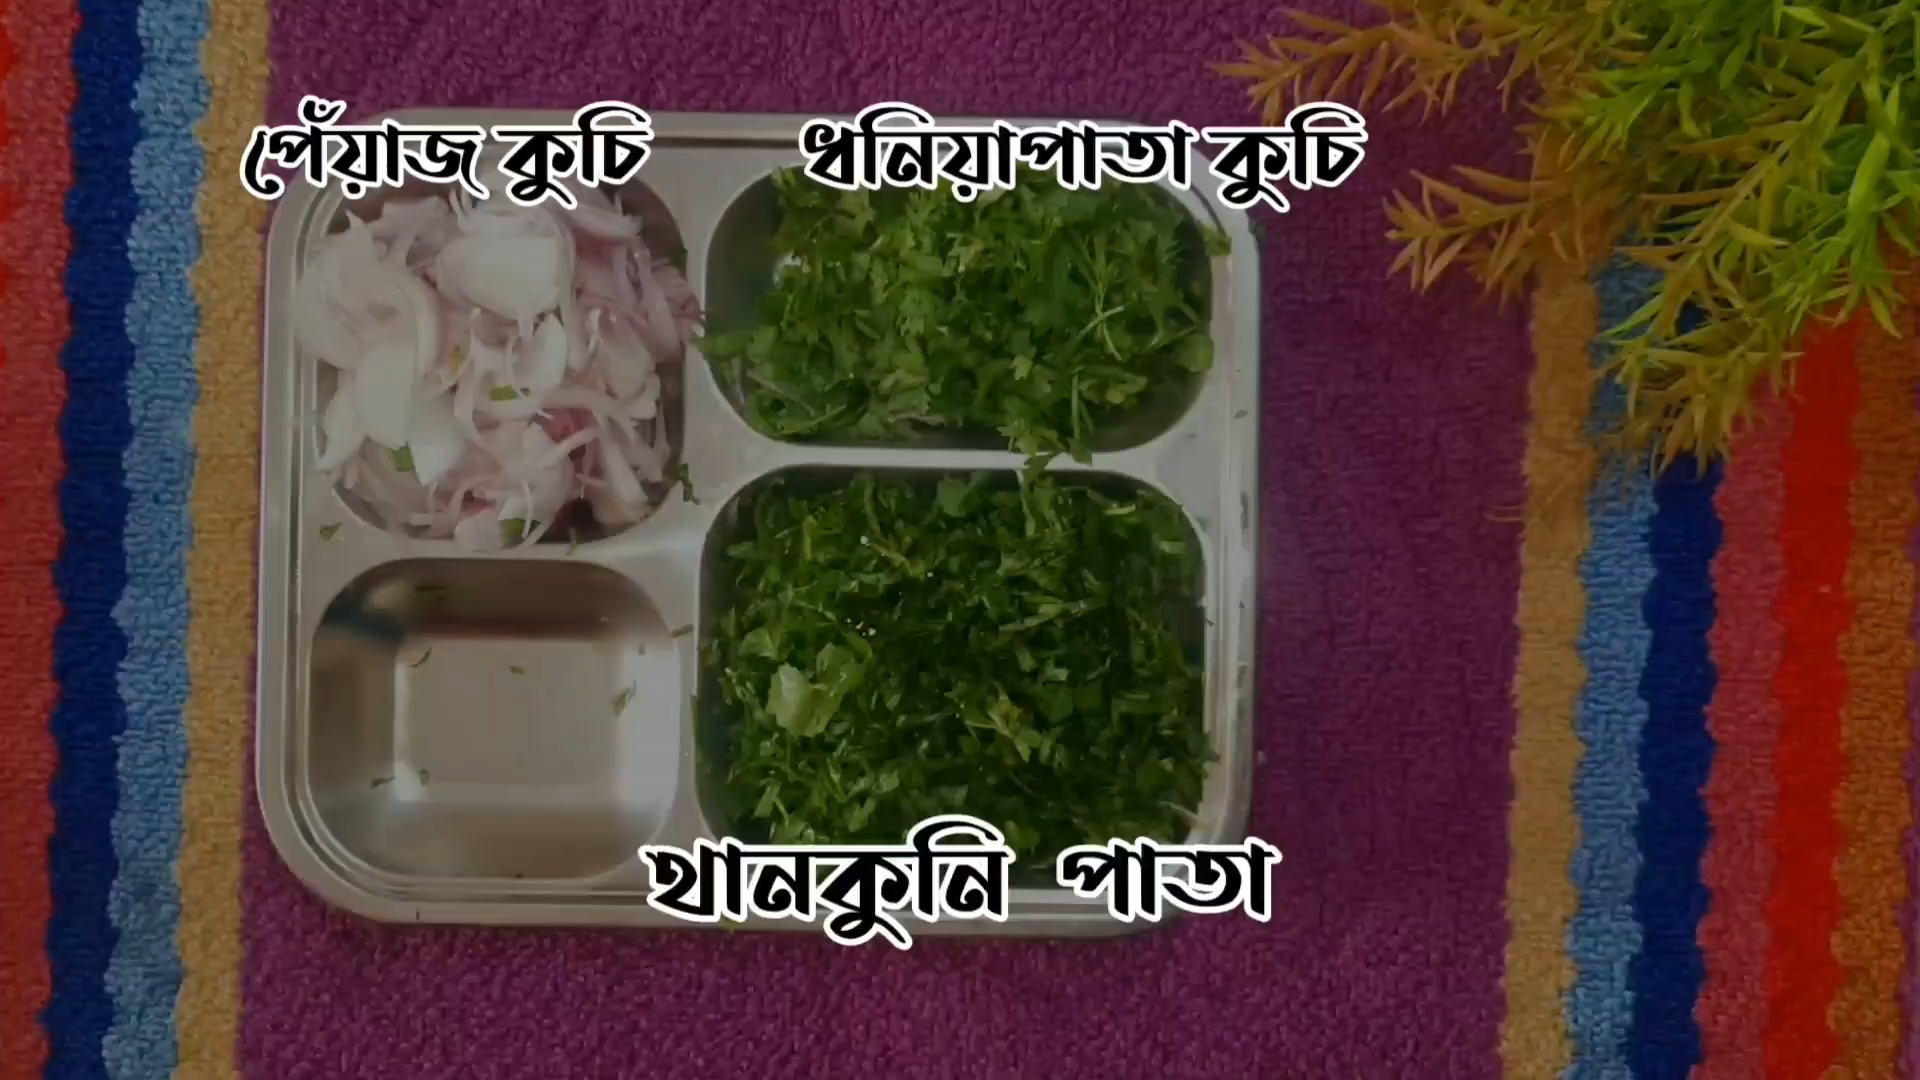 পেঁয়াজ কুচি
ধনিয়াপাতা কুচি
থানকুনি পাতা